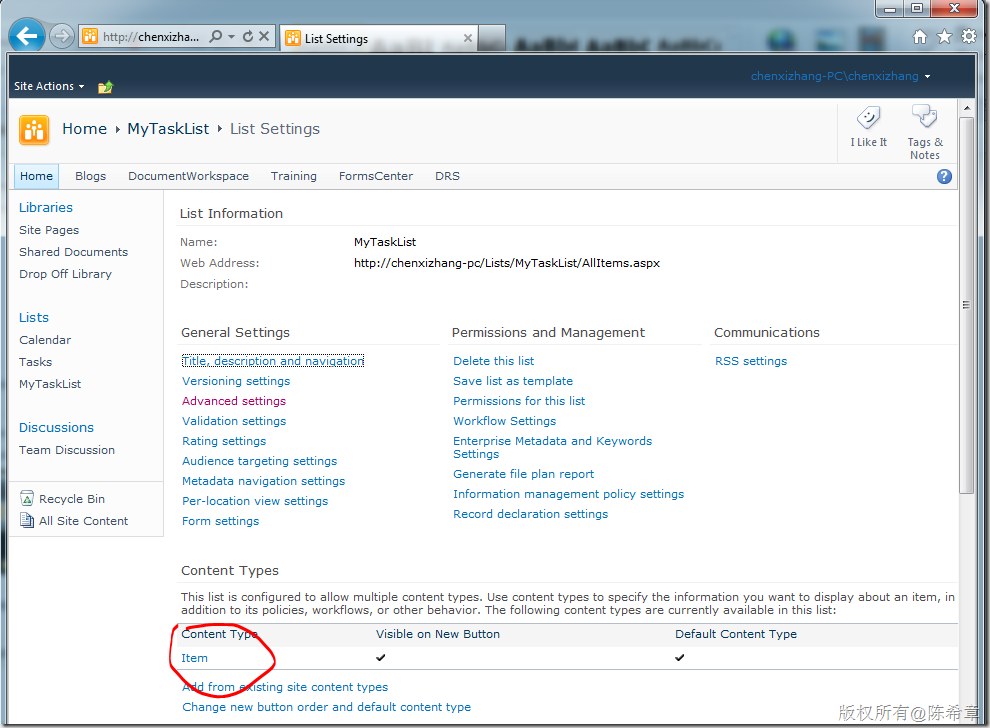 http://chenxizha...
List Settings
chenxizhang-PC\chenxizhang
Site Actions
Home MyTaskList List Settings
I Like It
Tags & Notes
Home Blogs DocumentWorkspace Training FormsCenter DRS
Libraries
Site Pages
Shared Documents
Drop Off Library
Lists
Calendar
Tasks
MyTaskList
Discussions
Team Discussion
Recycle Bin
All Site Content
List Information
Name: MyTaskList
Web Address: http://chenxizhang-pc/Lists/MyTaskList/AllItems.aspx
Description:
General Settings
Title, description and navigation
Versioning settings
Advanced settings
Validation settings
Rating settings
Audience targeting settings
Metadata navigation settings
Per-location view settings
Form settings
Permissions and Management
Delete this list
Save list as template
Permissions for this list
Workflow Settings
Enterprise Metadata and Keywords
Settings
Generate file plan report
Information management policy settings
Record declaration settings
Communications
RSS settings
Content Types
This list is configured to allow multiple content types. Use content types to specify the information you want to display about an item, in
addition to its policies, workflows, or other behavior. The following content types are currently available in this list:
Content Type Visible on New Button Default Content Type
Item
Add from existing site content types
Change new button order and default content type
版权所有@陈希章